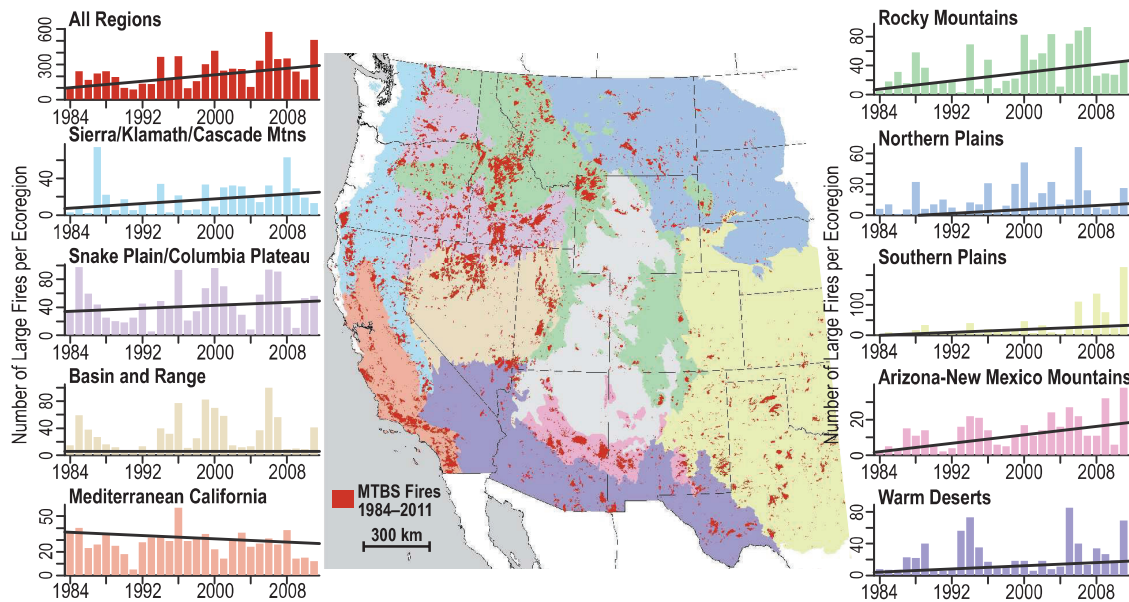 Number of Large Fires per Ecoregion
All Regions
600
300
0
1984 1992 2000 2008
Sierra/Klamath/Cascade Mtns
40
0
1984 1992 2000 2008
Snake Plain/Columbia Plateau
80
40
0
1984 1992 2000 2008
Basin and Range
80
40
0
1984 1992 2000 2008
Mediterranean California
50
20
0
1984 1992 2000 2008
MTBS Fires
1984–2011
300 km
Number of Large Fires per Ecoregion
Rocky Mountains
80
40
0
1984 1992 2000 2008
Northern Plains
60
30
0
1984 1992 2000 2008
Southern Plains
100
0
1984 1992 2000 2008
Arizona-New Mexico Mountains
20
0
1984 1992 2000 2008
Warm Deserts
80
40
0
1984 1992 2000 2008